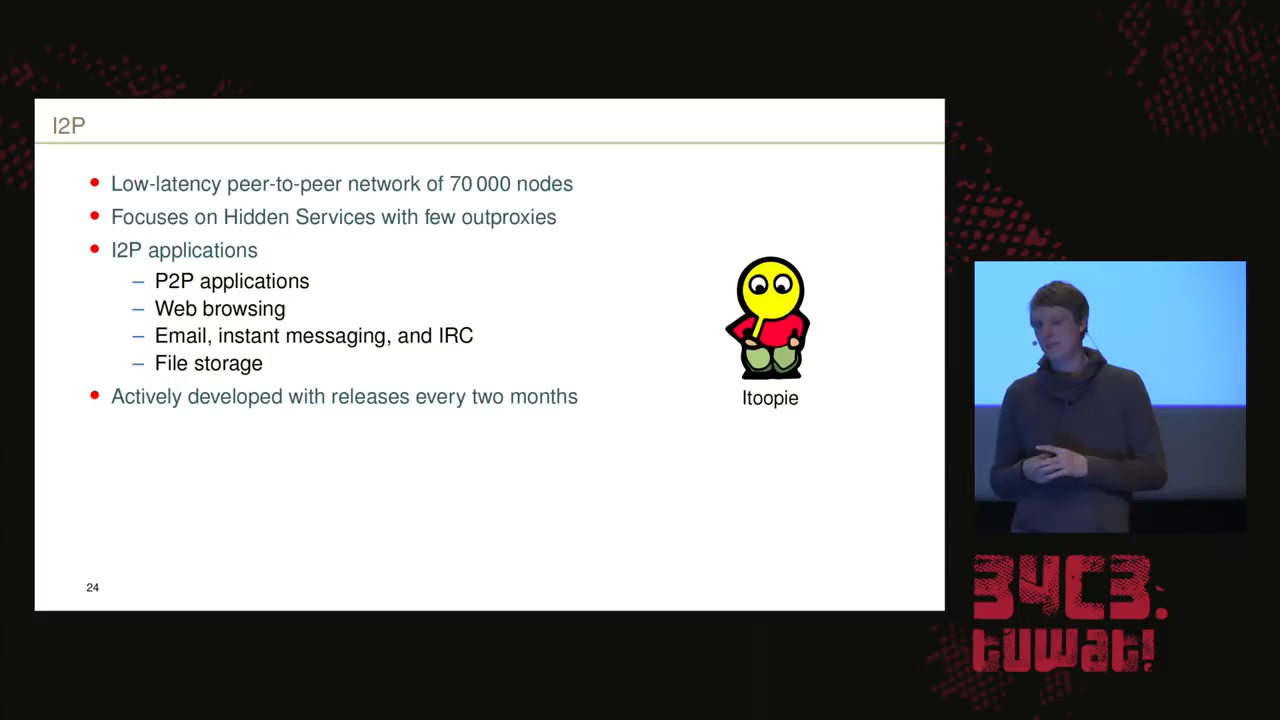 I2P
• Low-latency peer-to-peer network of 70 000 nodes
• Focuses on Hidden Services with few outproxies
• I2P applications
– P2P applications
– Web browsing
– Email, instant messaging, and IRC
– File storage
• Actively developed with releases every two months
Itoopie
24
34C3.
tuwat!